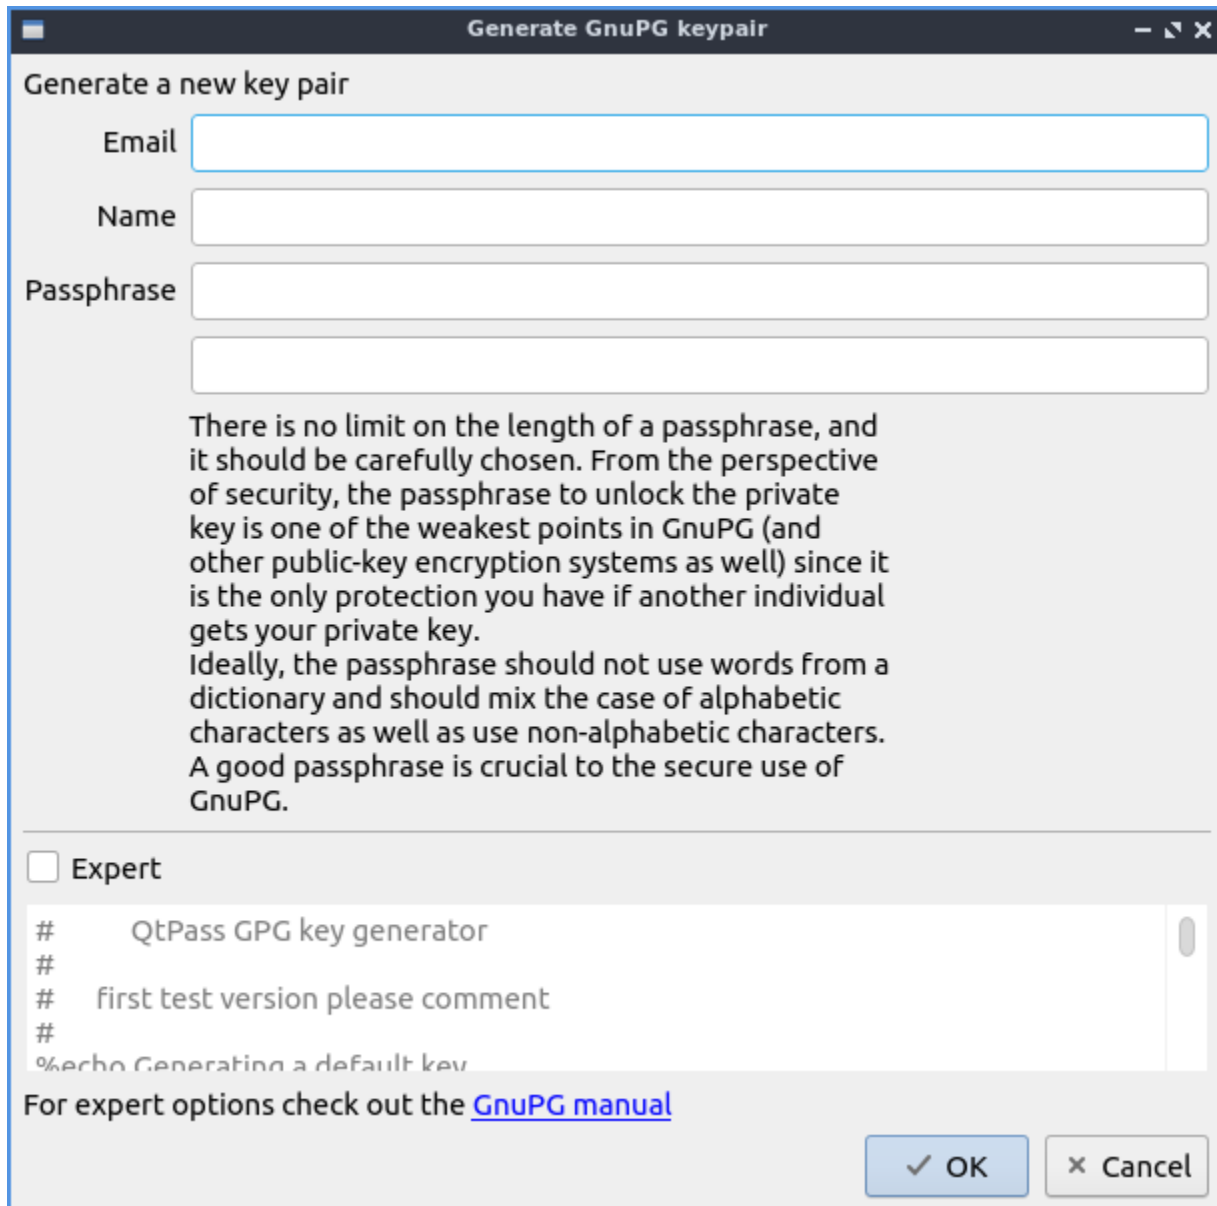 Generate GnuPG keypair
Generate a new key pair
Email
Name
Passphrase
There is no limit on the length of a passphrase, and
it should be carefully chosen. From the perspective
of security, the passphrase to unlock the private
key is one of the weakest points in GnuPG (and
other public-key encryption systems as well) since it
is the only protection you have if another individual
gets your private key.
Ideally, the passphrase should not use words from a
dictionary and should mix the case of alphabetic
characters as well as use non-alphabetic characters.
A good passphrase is crucial to the secure use of
GnuPG.
Expert
# QtPass GPG key generator
#
# first test version please comment
#
%echo Generating a default key
For expert options check out the GnuPG manual
OK Cancel